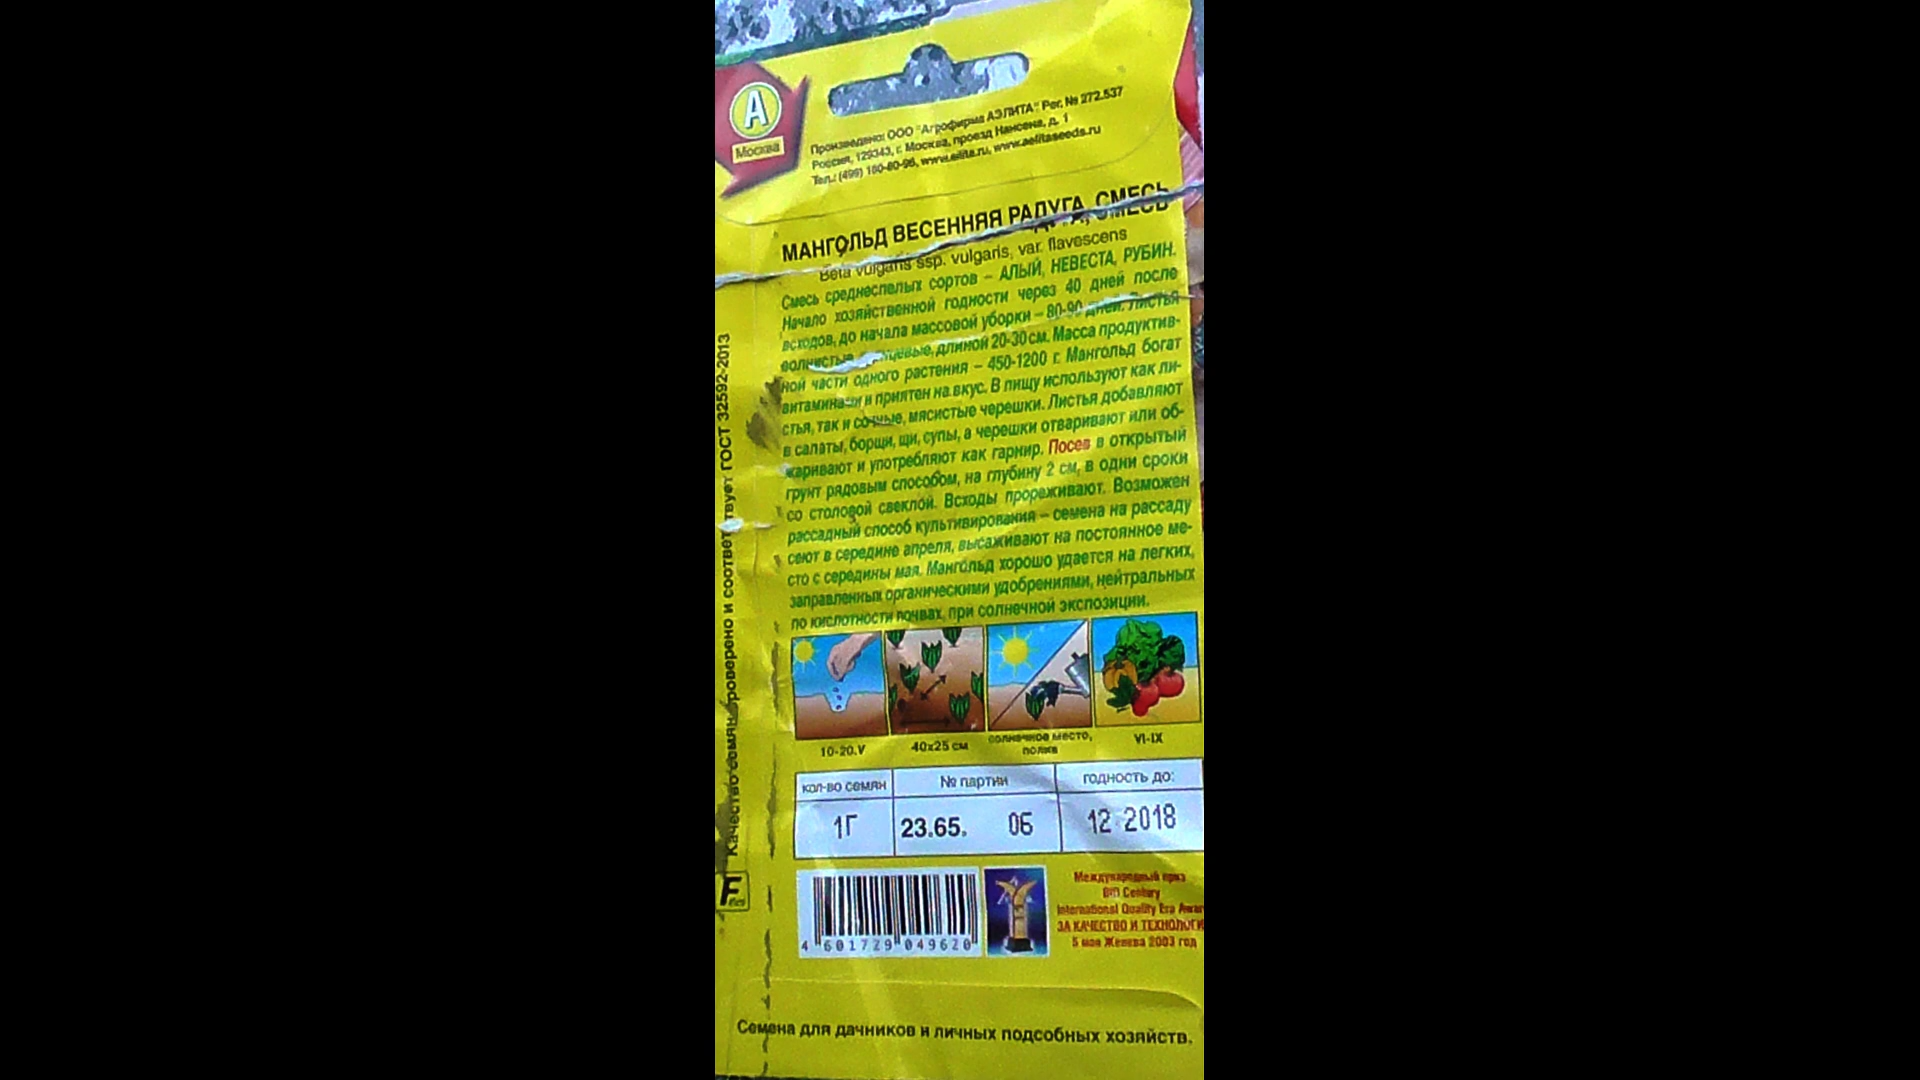 А
Москва
Произведено: ООО "Агрофирма АЭЛИТА" Рег. № 272.537
Россия, 129343, г. Москва, проезд Нансена, д. 1
Тел.: (499) 180-80-96, www.ailita.ru, www.aelitaseeds.ru
МАНГОЛЬД ВЕСЕННЯЯ РАДУГА, СМЕСЬ
Beta vulgaris ssp. vulgaris, var. flavescens
Смесь среднеспелых сортов – АЛЫЙ, НЕВЕСТА, РУБИН.
Начало хозяйственной годности через 40 дней после
всходов, до начала массовой уборки – 80-90 дней. Листья
волнистые, длиной 20-30 см. Масса продуктив-
ной части одного растения – 450-1200 г. Мангольд богат
витаминами и приятен на вкус. В пищу используют как ли-
стья, так и сочные, мясистые черешки. Листья добавляют
в салаты, борщи, щи, супы, а черешки отваривают или об-
жаривают и употребляют как гарнир. Посев в открытый
грунт рядовым способом, на глубину 2 см, в одни сроки
со столовой свеклой. Всходы прореживают. Возможен
рассадный способ культивирования – семена на рассаду
сеют в середине апреля, высаживают на постоянное ме-
сто с середины мая. Мангольд хорошо удается на легких,
заправленных органическими удобрениями, нейтральных
по кислотности почвах, при солнечной экспозиции.
10-20.V
40x25 см
солнечное место,
полив
VI-IX
кол-во семян
№ партии
годность до:
1Г
23.65. 06
12 2018
4 601729 049620
Международный приз
BID Century
International Quality Era Awar
ЗА КАЧЕСТВО И ТЕХНОЛОГИ
5 мая Женева 2003 год
Качество семян проверено и соответствует ГОСТ 32592-2013
F
Семена для дачников и личных подсобных хозяйств.